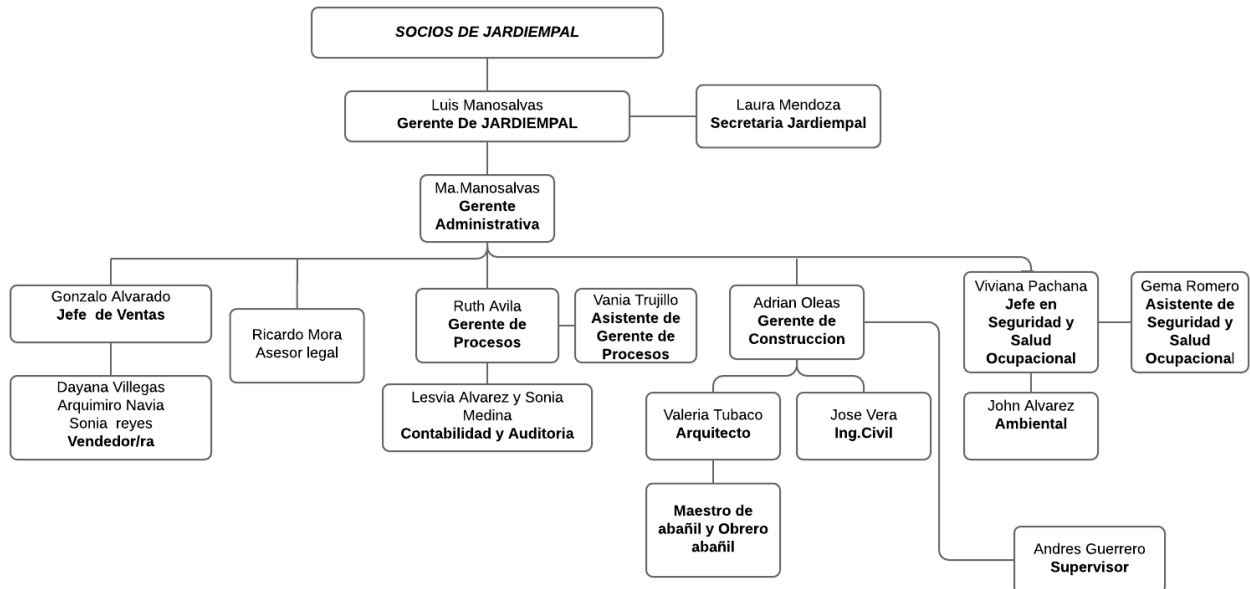 SOCIOS DE JARDIEMPAL
Luis Manosalvas
Gerente De JARDIEMPAL
Laura Mendoza
Secretaria Jardiempal
Ma.Manosalvas
Gerente
Administrativa
Gonzalo Alvarado
Jefe de Ventas
Ricardo Mora
Asesor legal
Ruth Avila
Gerente de
Procesos
Vania Trujillo
Asistente de
Gerente de
Procesos
Adrian Oleas
Gerente de
Construccion
Viviana Pachana
Jefe en
Seguridad y
Salud
Ocupacional
Gema Romero
Asistente de
Seguridad y
Salud
Ocupacional
Dayana Villegas
Arquimiro Navia
Sonia reyes
Vendedor/ra
Lesvia Alvarez y Sonia
Medina
Contabilidad y Auditoria
Valeria Tubaco
Arquitecto
Jose Vera
Ing.Civil
John Alvarez
Ambiental
Maestro de
abañil y Obrero
abañil
Andres Guerrero
Supervisor